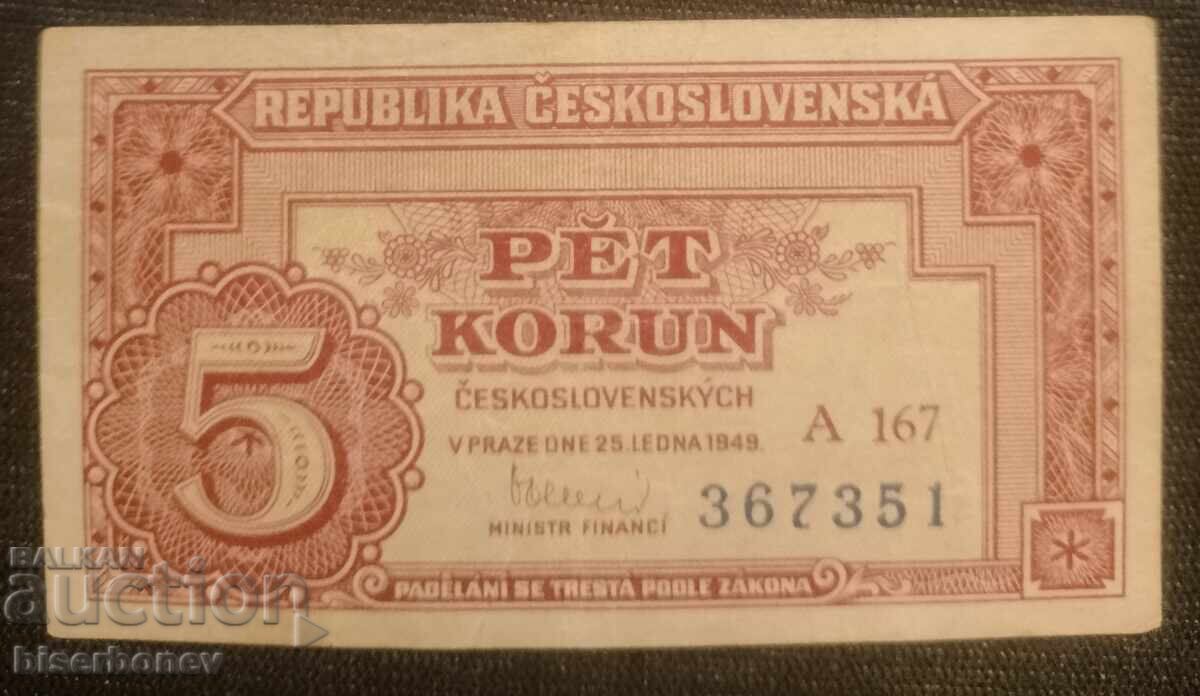 REPUBLIKA ČESKOSLOVENSKÁ
PĚT
KORUN
ČESKOSLOVENSKÝCH
V PRAZE DNE 25. LEDNA 1949.
A 167
367351
MINISTR FINANCÍ
5
PADĚLÁNÍ SE TRESTÁ PODLE ZÁKONA
BALKAN
auction
biserbonev